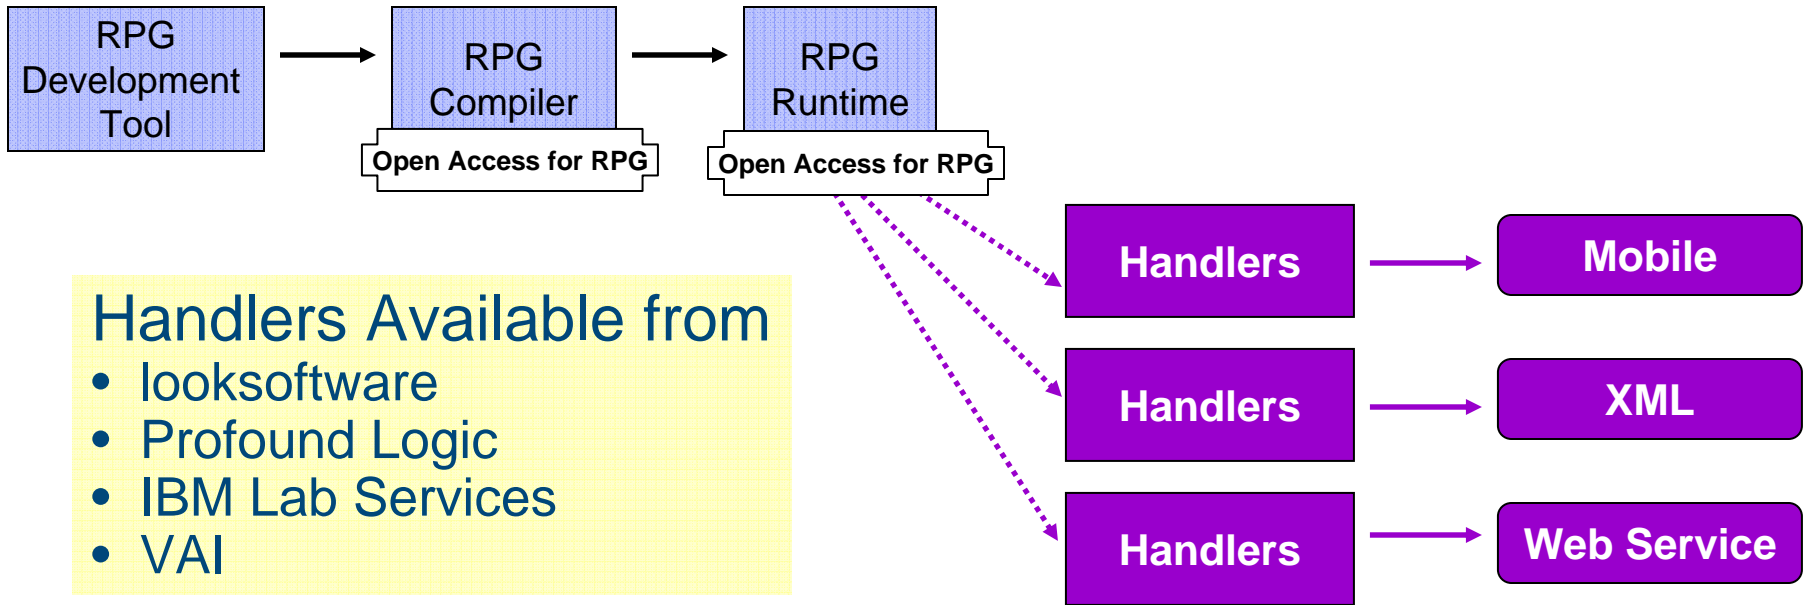 RPG
Development
Tool
RPG
Compiler
Open Access for RPG
RPG
Runtime
Open Access for RPG
Handlers
Mobile
Handlers
XML
Handlers
Web Service
Handlers Available from
• looksoftware
• Profound Logic
• IBM Lab Services
• VAI